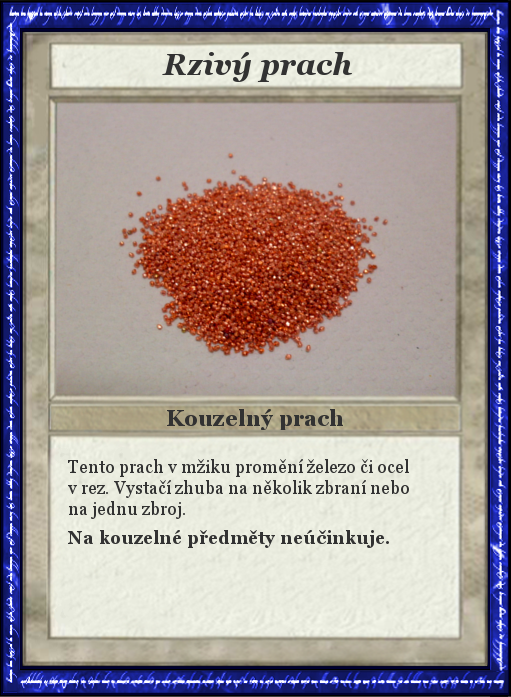 Rzivý prach
Kouzelný prach
Tento prach v mžiku promění železo či ocel
v rez. Vystačí zhuba na několik zbraní nebo
na jednu zbroj.
Na kouzelné předměty neúčinkuje.